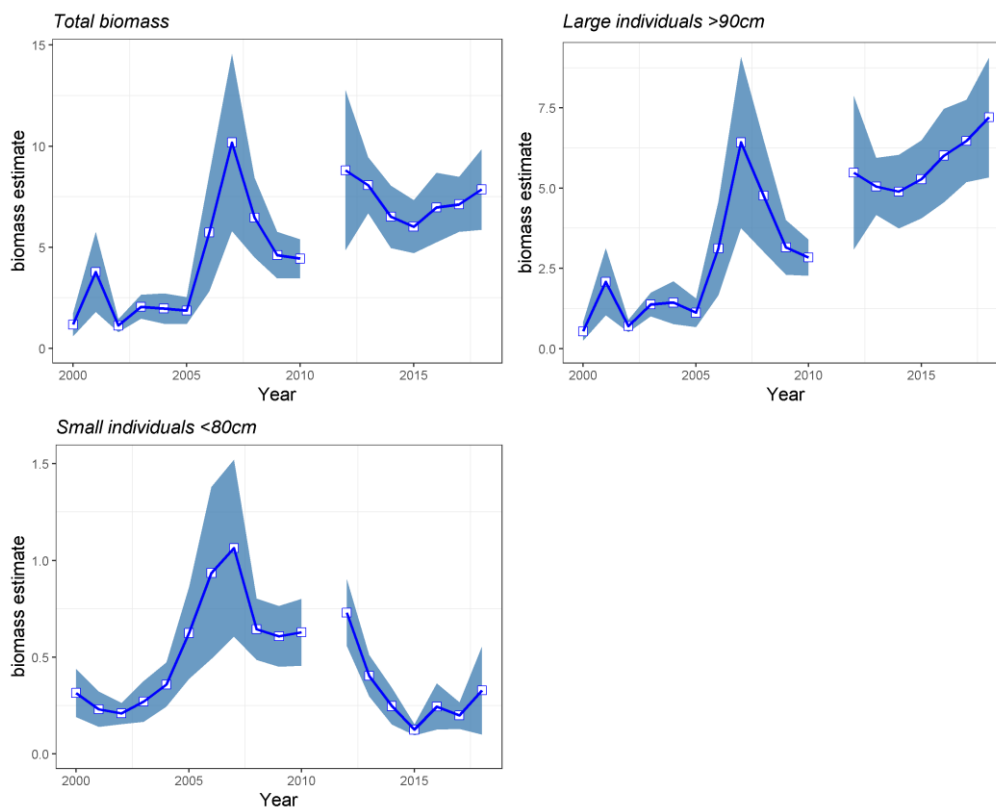 Total biomass
15
10
5
0
biomass estimate
2000
2005
2010
2015
Year
Large individuals >90cm
7.5
5.0
2.5
0.0
biomass estimate
2000
2005
2010
2015
Year
Small individuals <80cm
1.5
1.0
0.5
0.0
biomass estimate
2000
2005
2010
2015
Year